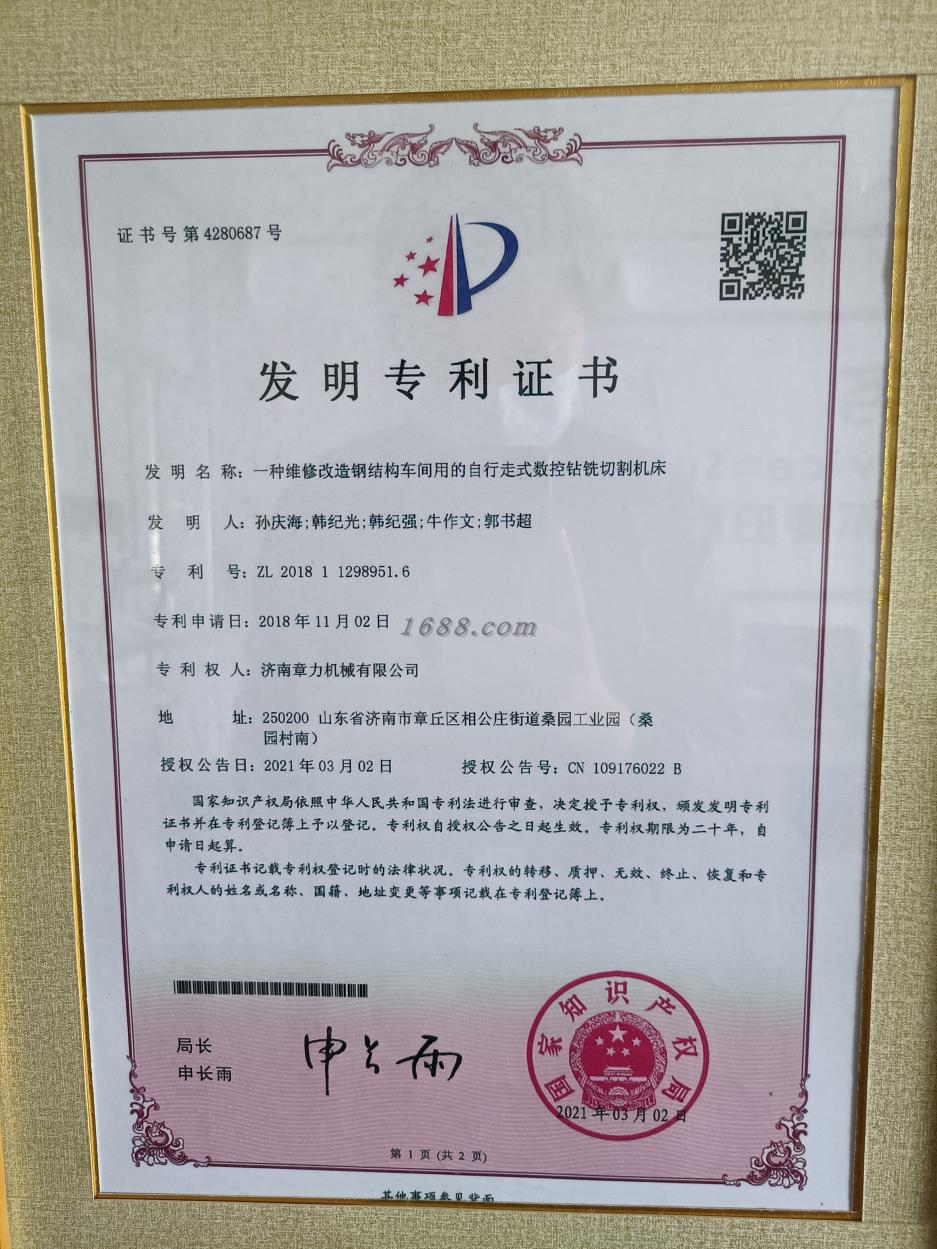 证书号第4280687号
发明专利证书
发明名称：一种维修改造钢结构车间用的自行走式数控钻铣切割机床
发明人：孙庆海;韩纪光;韩纪强;牛作文;郭书超
专利号：ZL 2018 1 1298951.6
专利申请日：2018年11月02日
1688.com
专利权人：济南章力机械有限公司
地址：250200 山东省济南市章丘区相公庄街道桑园工业园（桑
园村南）
授权公告日：2021年03月02日 授权公告号：CN 109176022 B
国家知识产权局依照中华人民共和国专利法进行审查，决定授予专利权，颁发发明专利
证书并在专利登记簿上予以登记。专利权自授权公告之日起生效。专利权期限为二十年，自
申请日起算。
专利证书记载专利权登记时的法律状况。专利权的转移、质押、无效、终止、恢复和专
利权人的姓名或名称、国籍、地址变更等事项记载在专利登记簿上。
局长
申长雨
申长雨
国家知识产权局
2021年03月02日
第1页(共2页)
其他事项参见背面